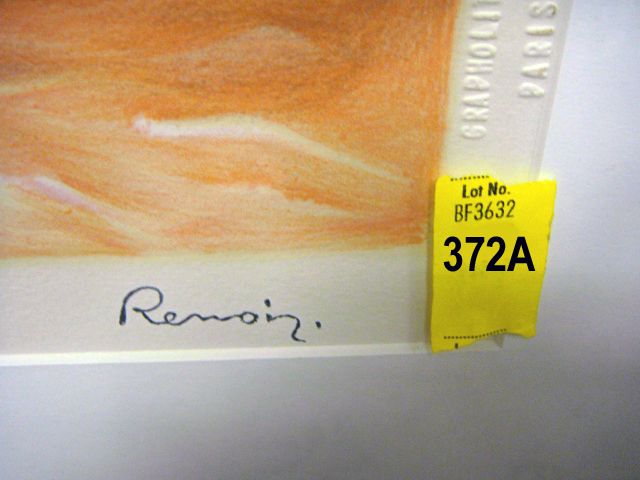 GRAPHOLIT
PARIS
Lot No.
BF3632
372A
Renoir.